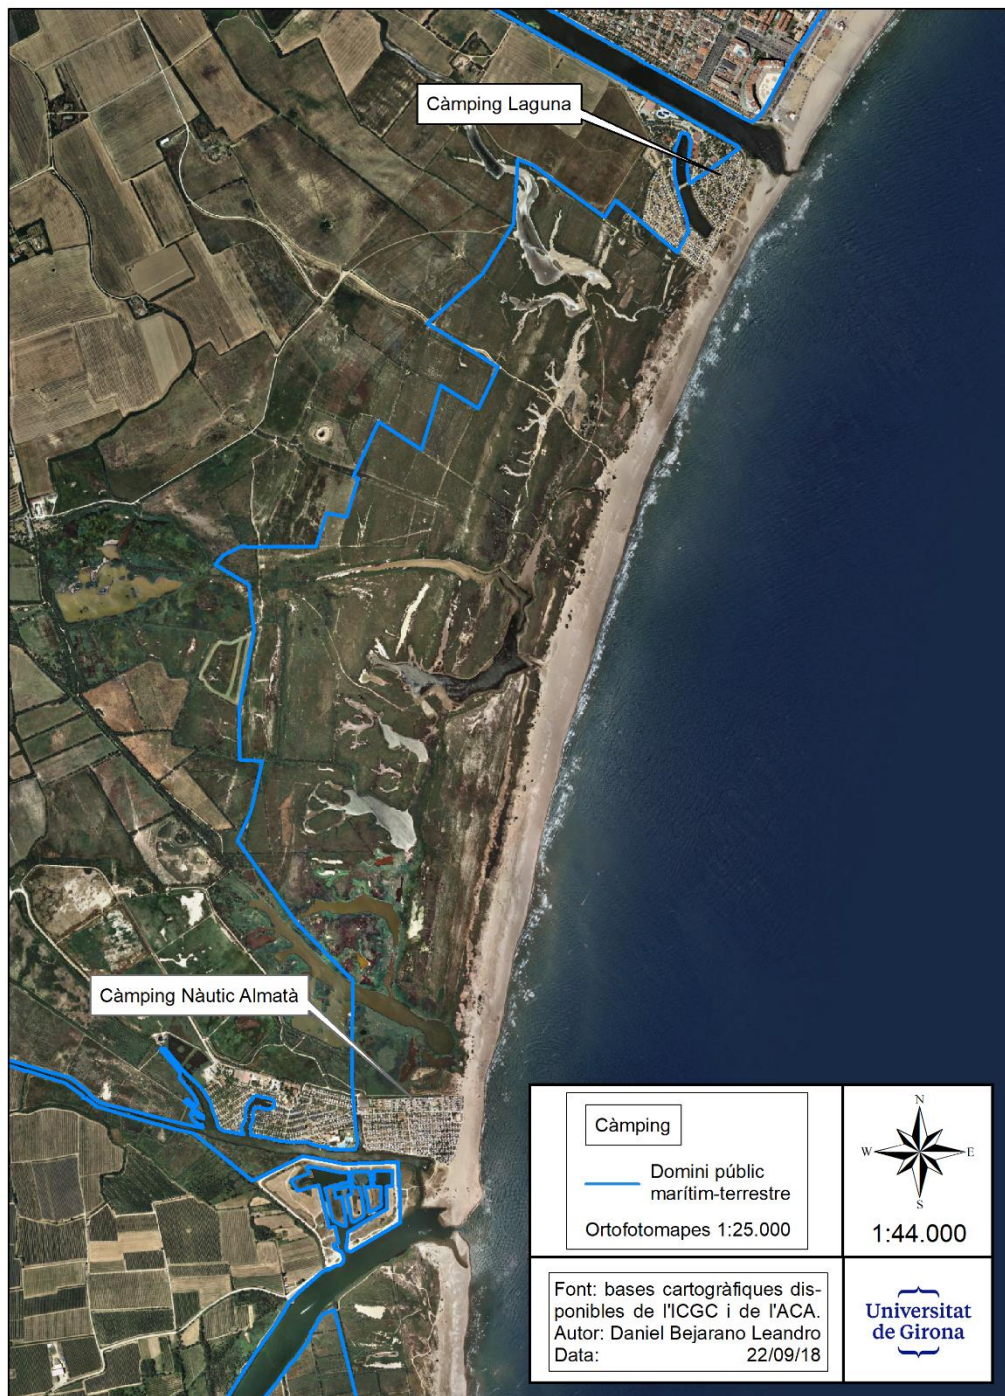 Càmping Laguna
Càmping Nàutic Almatà
Càmping
Domini públic
marítim-terrestre
Ortofotomapes 1:25.000
N
W
E
S
1:44.000
Font: bases cartogràfiques dis-
ponibles de l'ICGC i de l'ACA.
Autor: Daniel Bejarano Leandro
Data: 22/09/18
Universitat
de Girona